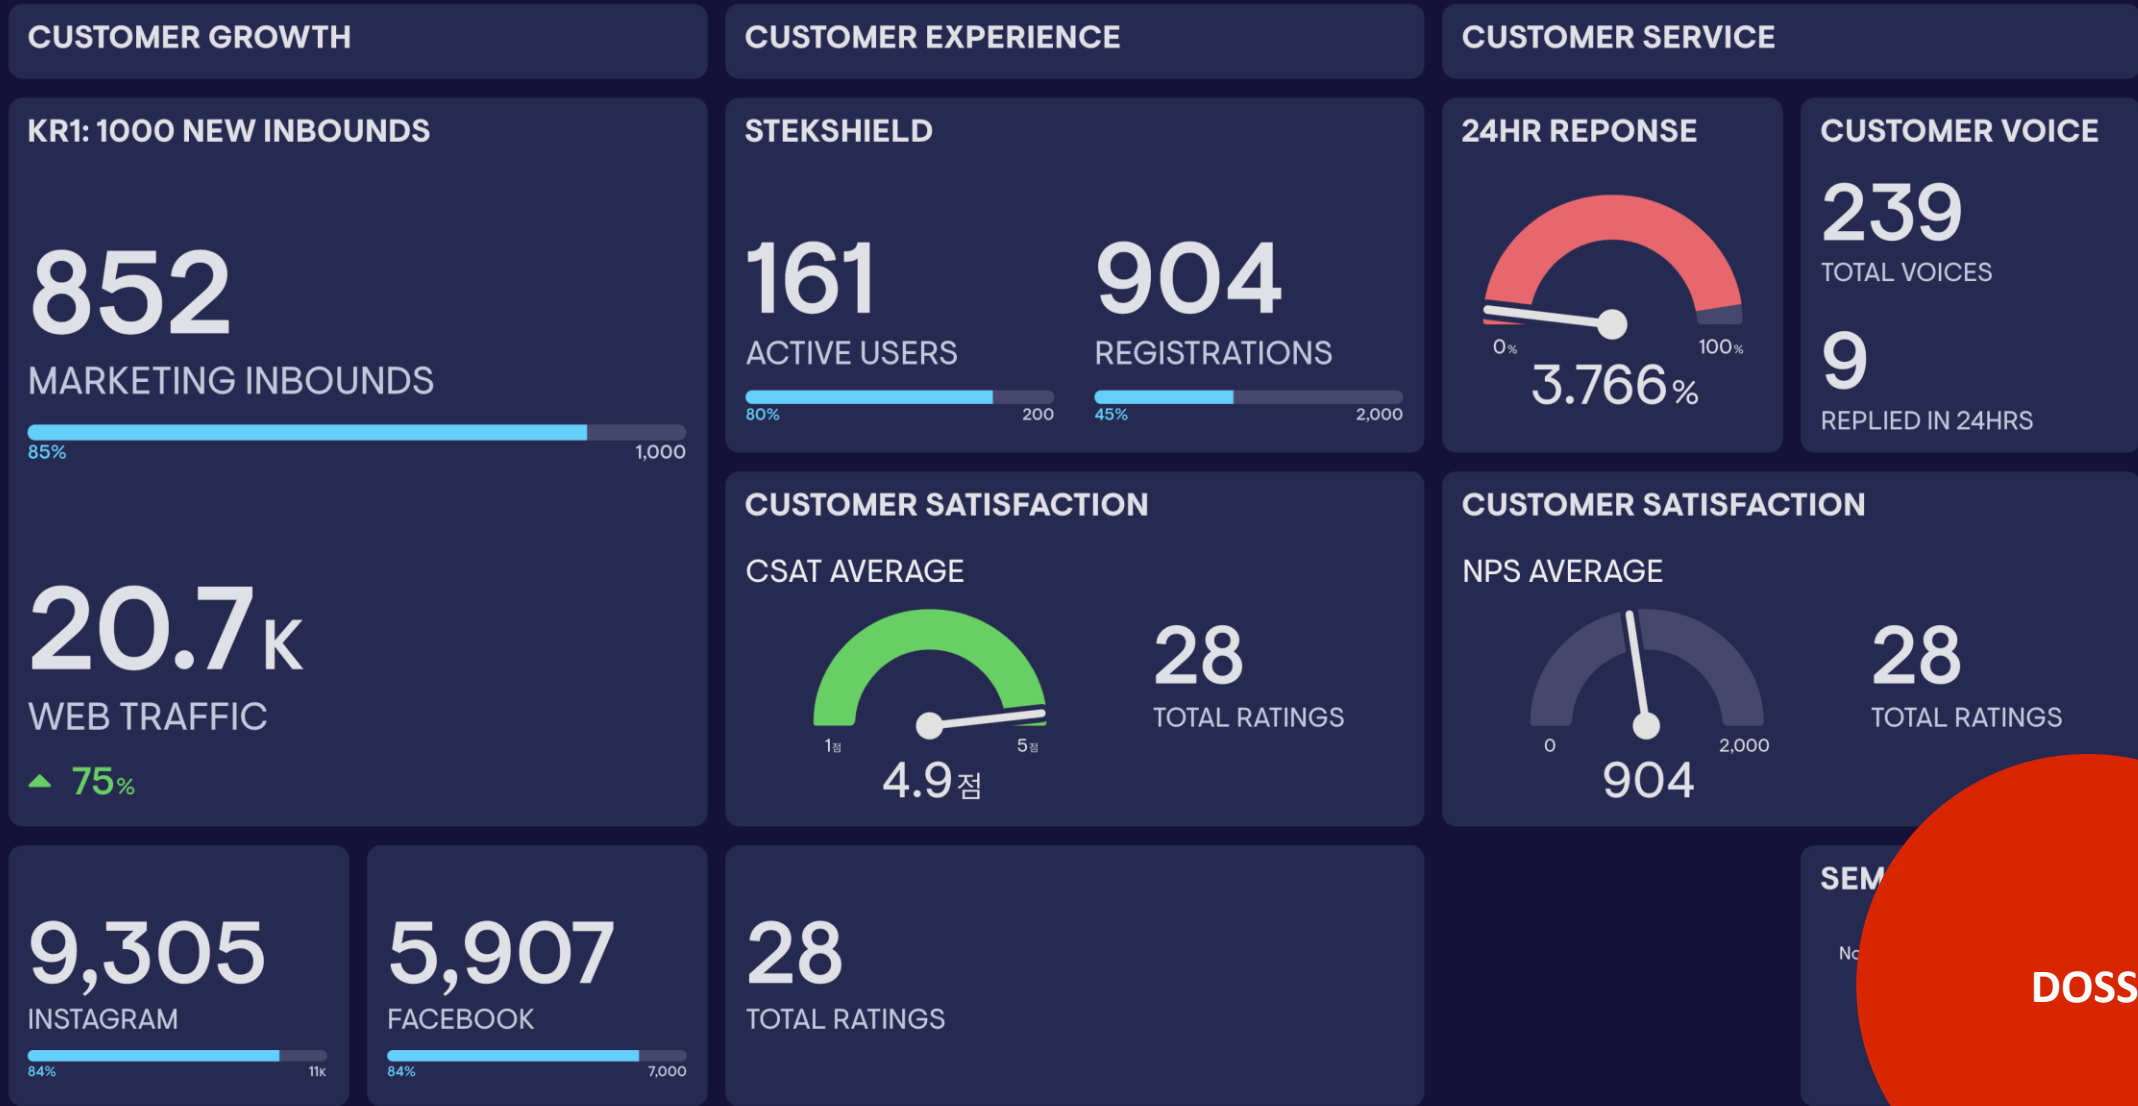 CUSTOMER GROWTH
CUSTOMER EXPERIENCE
CUSTOMER SERVICE
KR1: 1000 NEW INBOUNDS
852
MARKETING INBOUNDS
85%
1,000
20.7K
WEB TRAFFIC
75%
9,305
INSTAGRAM
84%
11K
5,907
FACEBOOK
84%
7,000
STEKSHIELD
161
ACTIVE USERS
80%
200
904
REGISTRATIONS
45%
2,000
CUSTOMER SATISFACTION
CSAT AVERAGE
1점
5점
4.9점
28
TOTAL RATINGS
28
TOTAL RATINGS
24HR REPONSE
0%
100%
3.766%
CUSTOMER VOICE
239
TOTAL VOICES
9
REPLIED IN 24HRS
CUSTOMER SATISFACTION
NPS AVERAGE
0
2,000
904
28
TOTAL RATINGS
SEM
DOSS